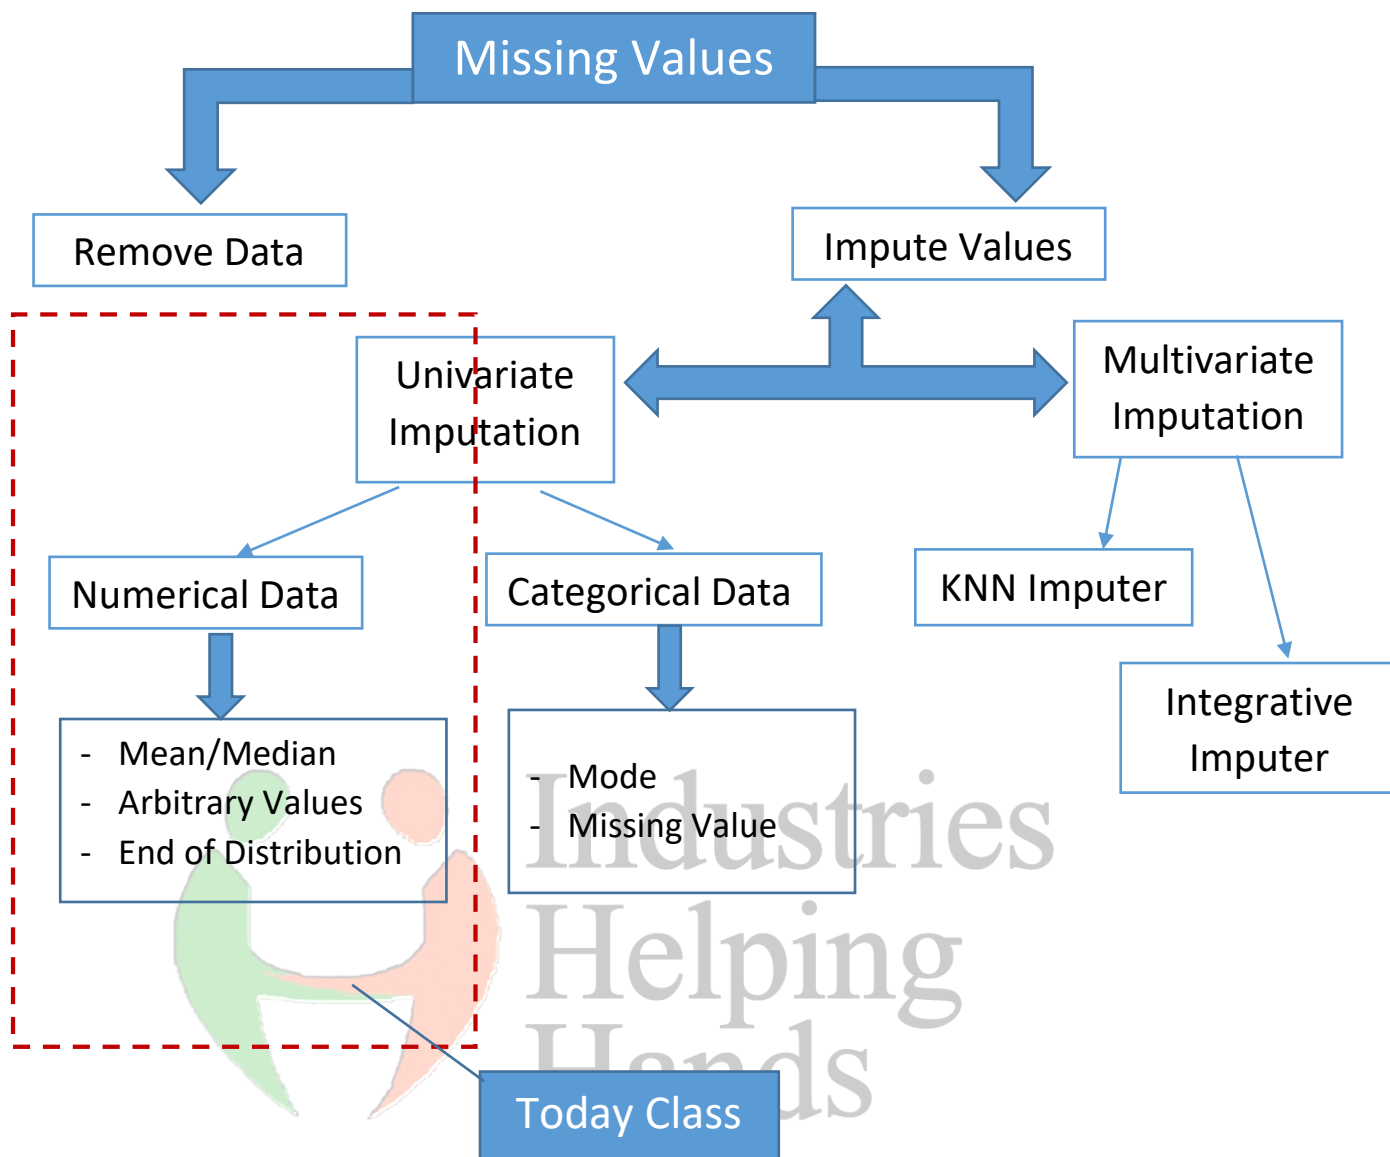 Missing Values
Remove Data
Impute Values
Univariate
Imputation
Multivariate
Imputation
Numerical Data
Categorical Data
KNN Imputer
Integrative
Imputer
- Mean/Median
- Arbitrary Values
- End of Distribution
- Mode
- Missing Value
Industries
Helping
Hands
Today Class